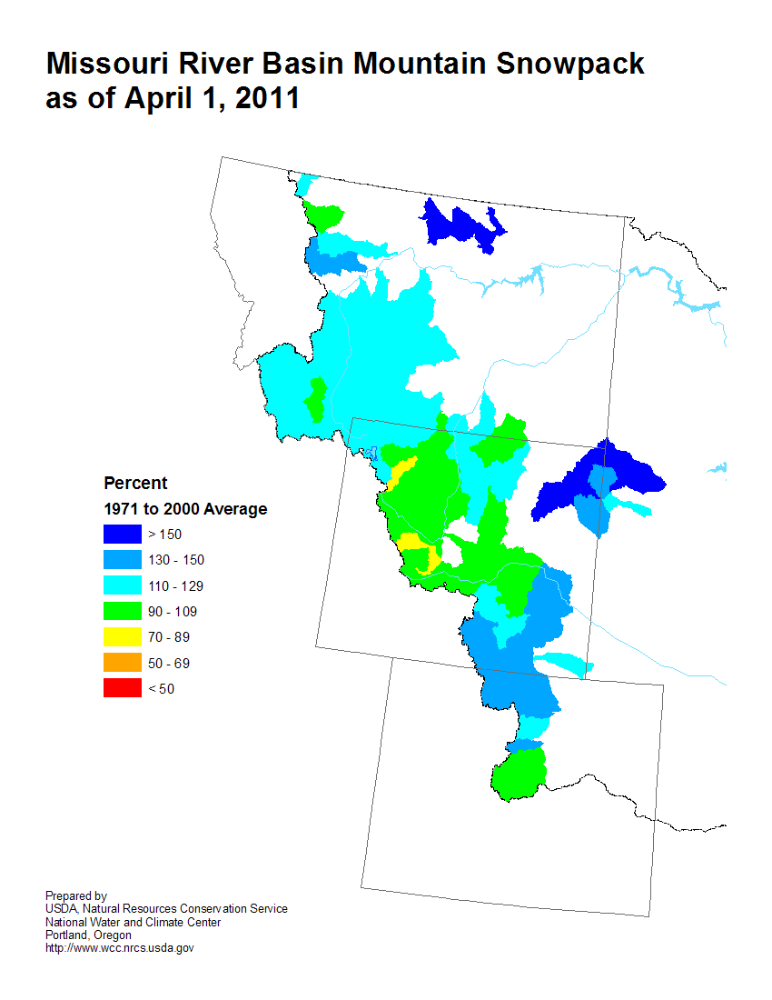 Missouri River Basin Mountain Snowpack
as of April 1, 2011
Percent
1971 to 2000 Average
> 150
130 - 150
110 - 129
90 - 109
70 - 89
50 - 69
< 50
Prepared by
USDA, Natural Resources Conservation Service
National Water and Climate Center
Portland, Oregon
http://www.wcc.nrcs.usda.gov